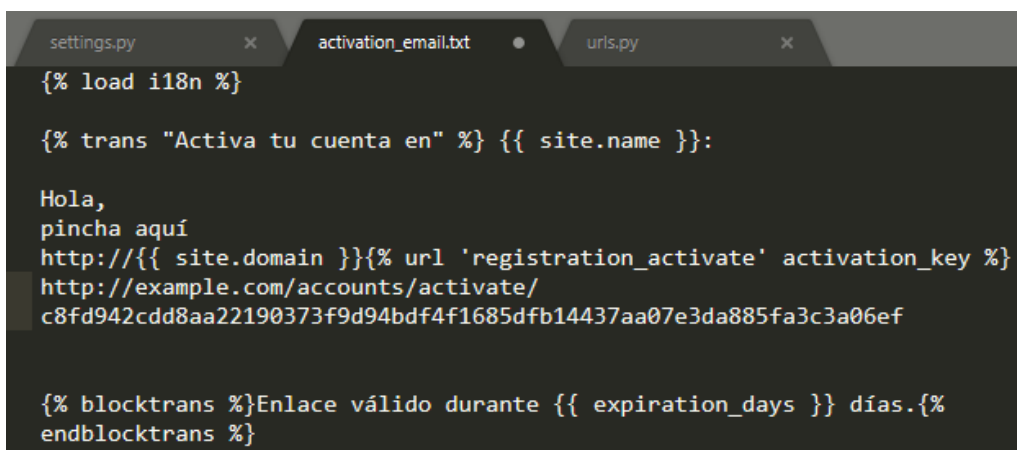 settings.py × activation_email.txt ● urls.py ×
{% load i18n %}
{% trans "Activa tu cuenta en" %} {{ site.name }}:
Hola,
pincha aquí
http://{{ site.domain }}{% url 'registration_activate' activation_key %}
http://example.com/accounts/activate/
c8fd942cdd8aa22190373f9d94bdf4f1685dfb14437aa07e3da885fa3c3a06ef
{% blocktrans %}Enlace válido durante {{ expiration_days }} días.{%
endblocktrans %}